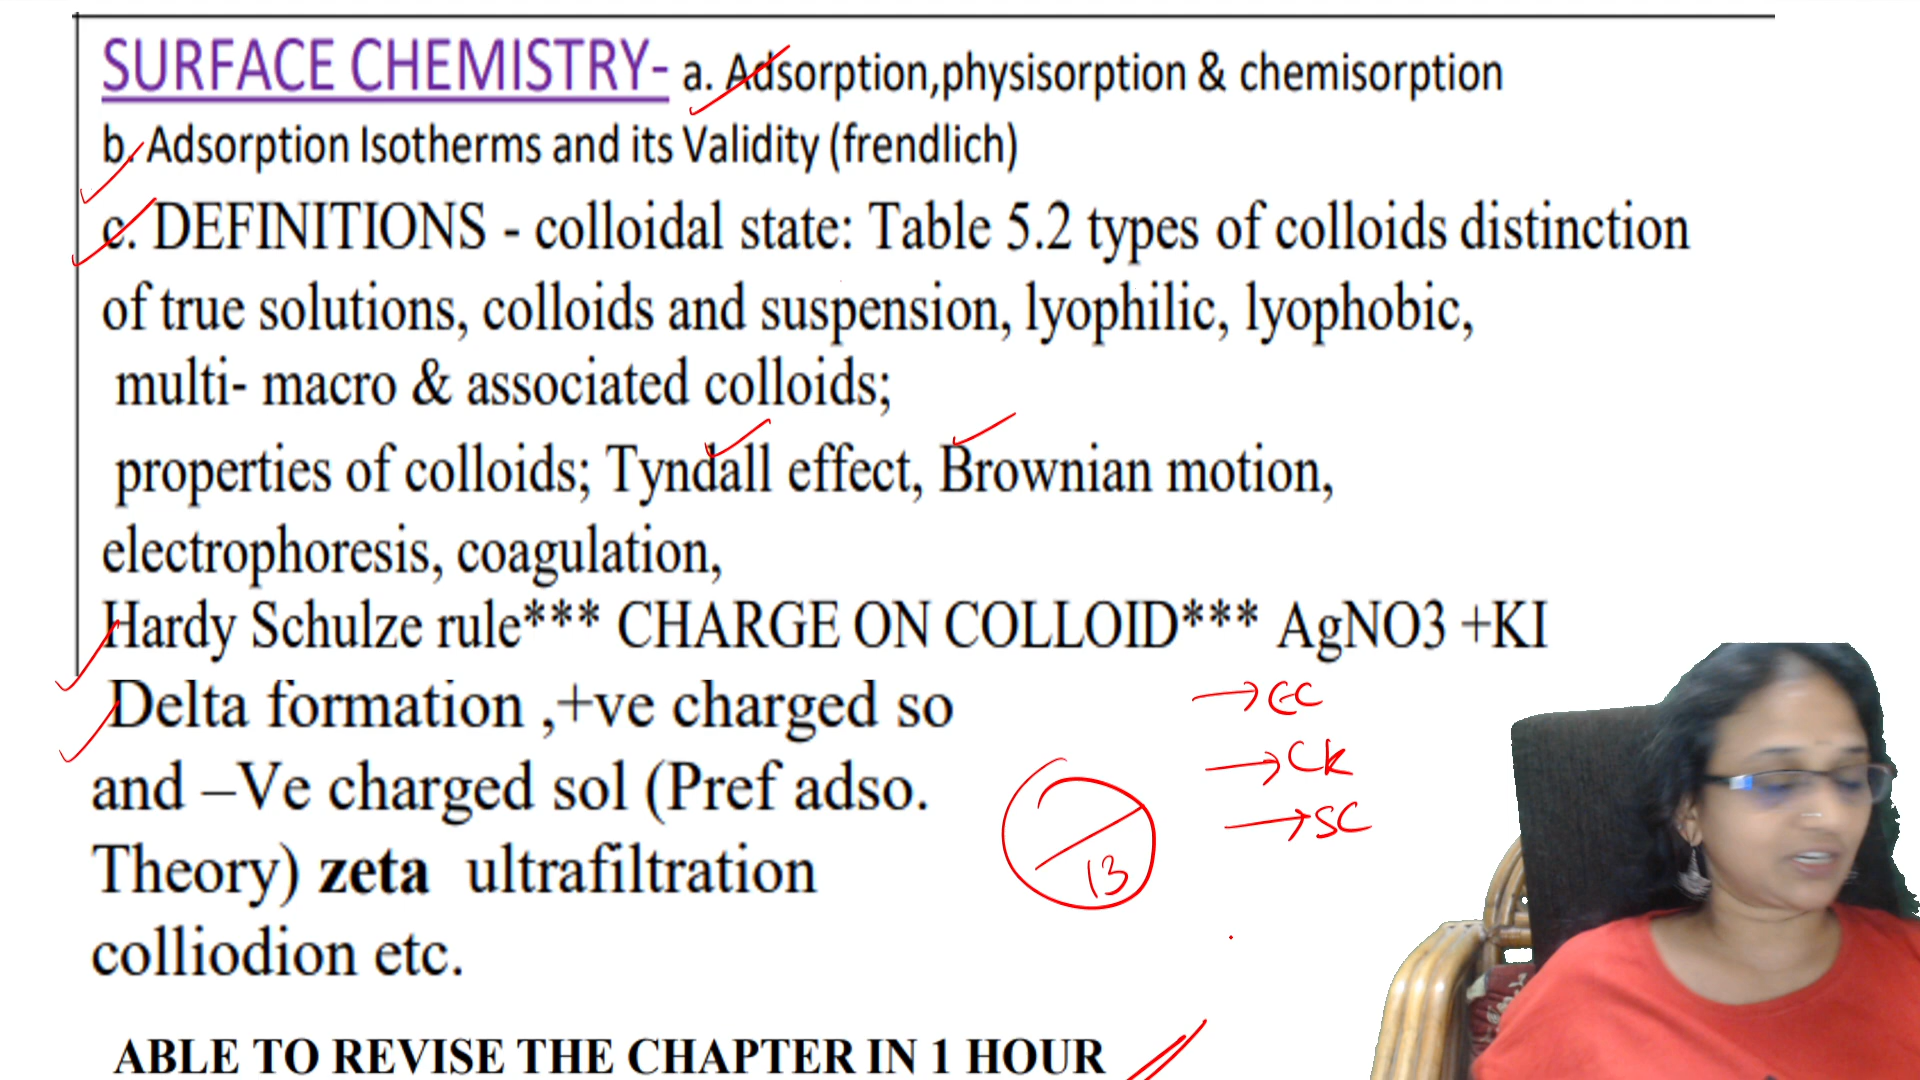 SURFACE CHEMISTRY- a. Adsorption,physisorption & chemisorption
b. Adsorption Isotherms and its Validity (frendlich)
c. DEFINITIONS - colloidal state: Table 5.2 types of colloids distinction
of true solutions, colloids and suspension, lyophilic, lyophobic,
multi- macro & associated colloids;
properties of colloids; Tyndall effect, Brownian motion,
electrophoresis, coagulation,
Hardy Schulze rule*** CHARGE ON COLLOID*** AgNO3 +KI
Delta formation ,+ve charged so
and –Ve charged sol (Pref adso.
Theory) zeta ultrafiltration
colliodion etc.
→ EC
→ CK
→ SC
13
ABLE TO REVISE THE CHAPTER IN 1 HOUR